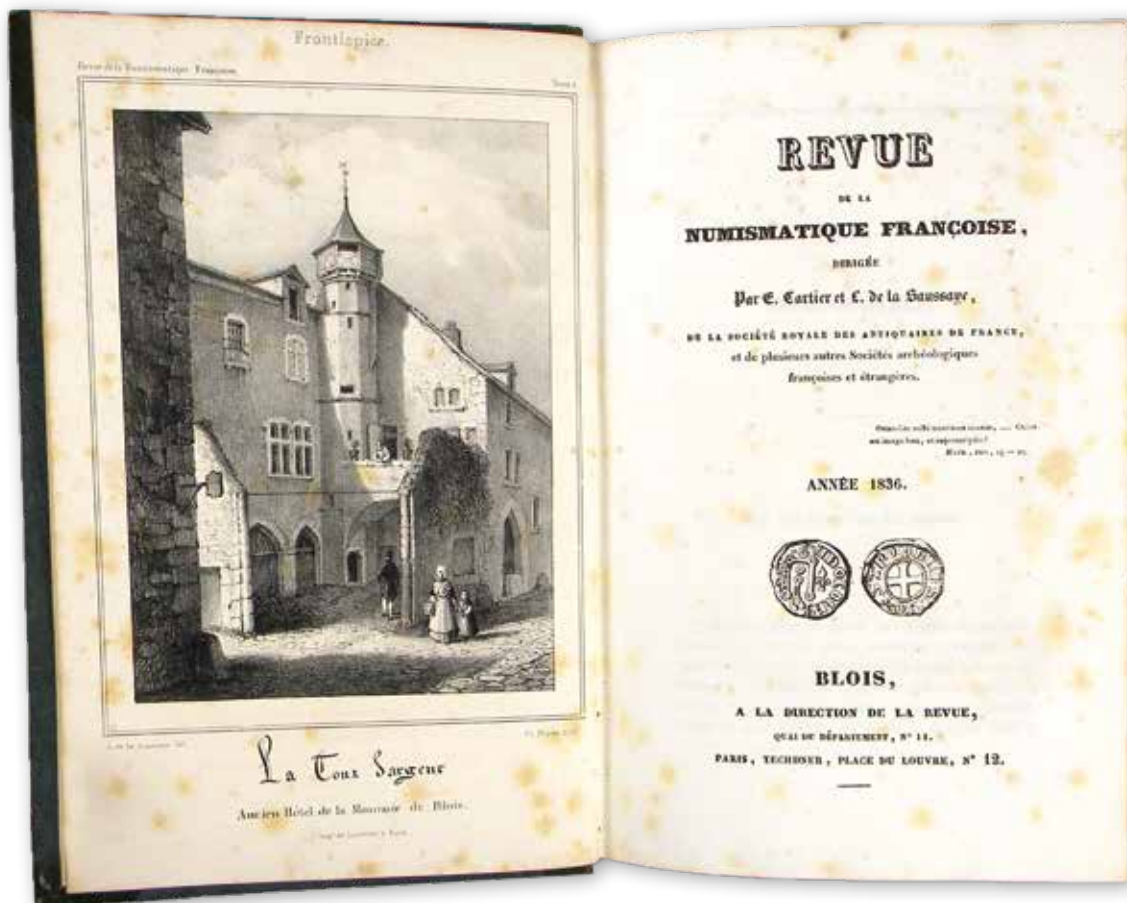 Frontispice.
Revue de la Numismatique Françoise.
Tome 1
La Tour d'argent
Ancien Hôtel de la Monnaie de Blois.
REVUE
DE LA
NUMISMATIQUE FRANÇOISE,
DIRIGÉE
Par E. Cartier et L. de la Saussaye,
DE LA SOCIÉTÉ ROYALE DES ANTIQUAIRES DE FRANCE,
et de plusieurs autres Sociétés archéologiques
françoises et étrangères.
ANNÉE 1836.
BLOIS,
A LA DIRECTION DE LA REVUE,
QUAI DU DÉPARTEMENT, N° 11.
PARIS, TECHENER, PLACE DU LOUVRE, N° 12.